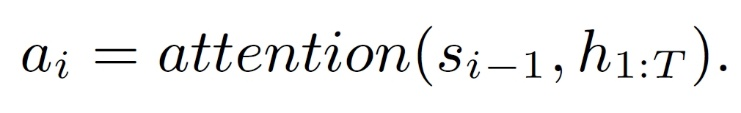 a_i = attention(s_{i-1}, h_{1:T}).